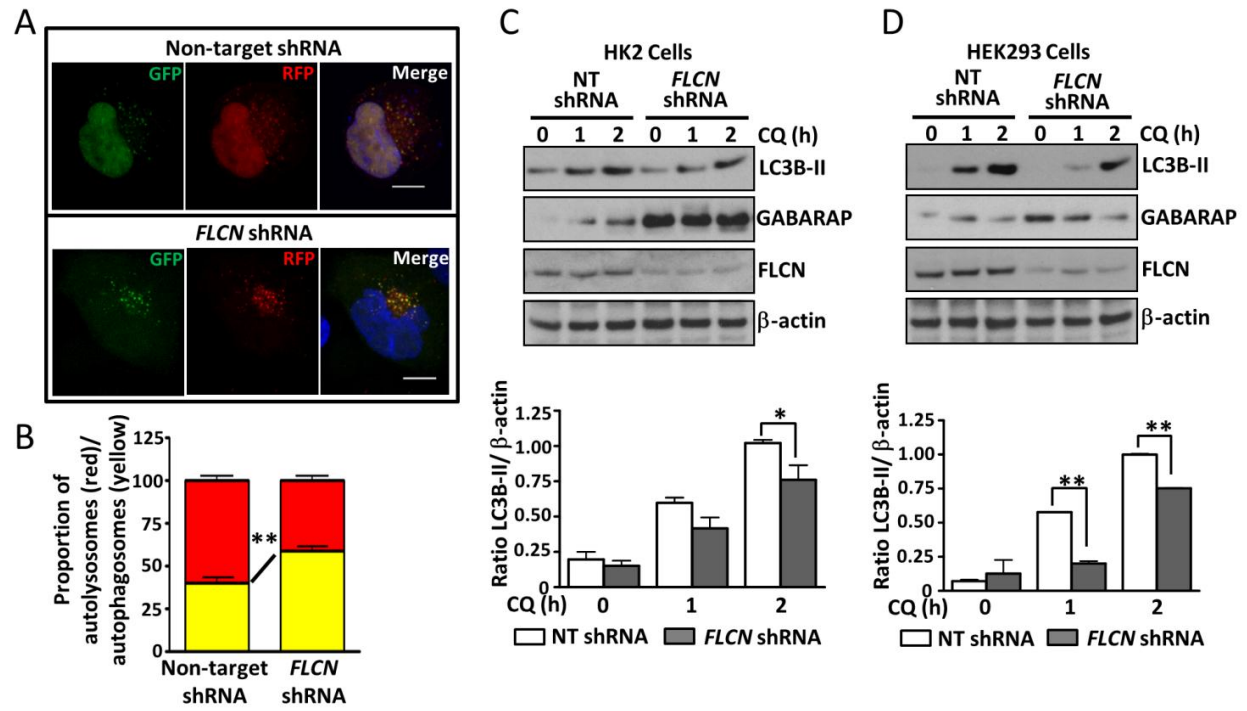 A
Non-target shRNA
GFP RFP Merge
FLCN shRNA
GFP RFP Merge
B
Proportion of
autolysosomes (red)/
autophagosomes (yellow)
125
100
75
50
25
0
**
Non-target
shRNA
FLCN
shRNA
C
HK2 Cells
NT
shRNA
FLCN
shRNA
0 1 2 0 1 2 CQ (h)
LC3B-II
GABARAP
FLCN
β-actin
Ratio LC3B-II/ β-actin
1.25
1.00
0.75
0.50
0.25
0
*
CQ (h) 0 1 2
NT shRNA FLCN shRNA
D
HEK293 Cells
NT
shRNA
FLCN
shRNA
0 1 2 0 1 2 CQ (h)
LC3B-II
GABARAP
FLCN
β-actin
Ratio LC3B-II/ β-actin
1.25
1.00
0.75
0.50
0.25
0
**
**
CQ (h) 0 1 2
NT shRNA FLCN shRNA